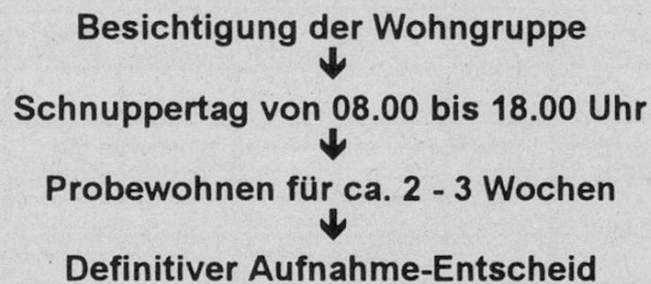 Besichtigung der Wohngruppe
Schnuppertag von 08.00 bis 18.00 Uhr
Probewohnen für ca. 2 - 3 Wochen
Definitiver Aufnahme-Entscheid